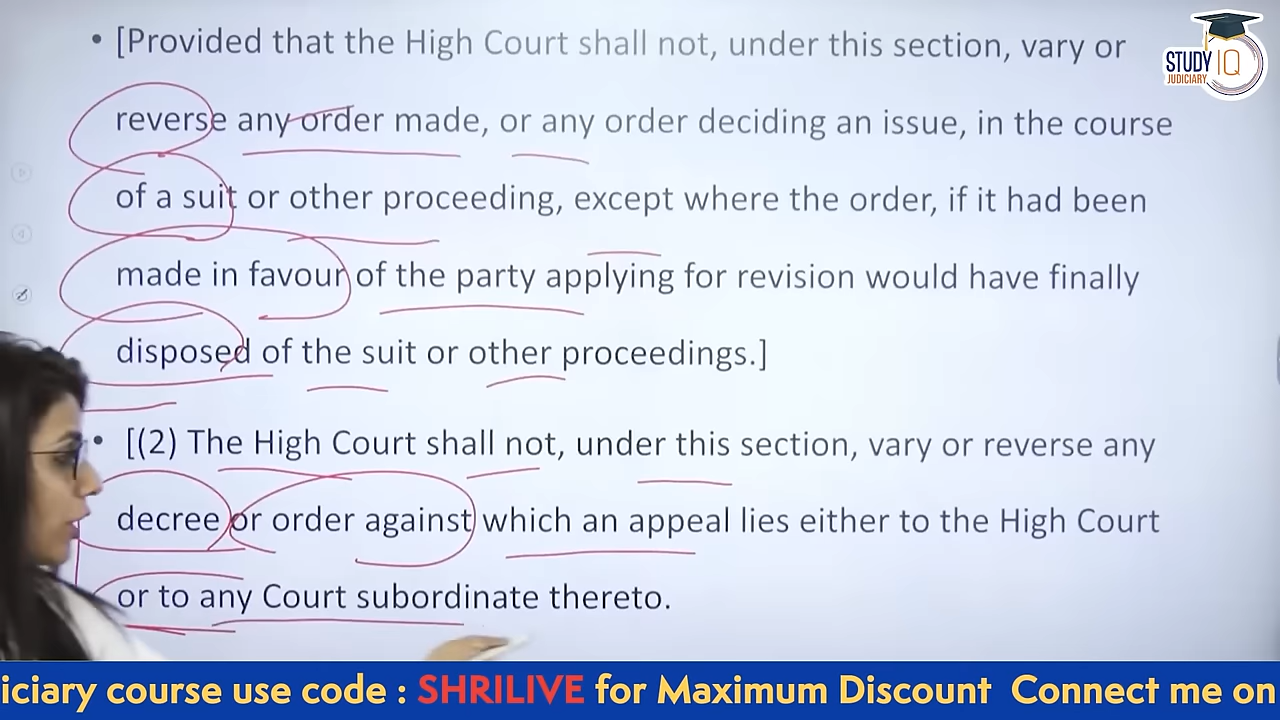 • [Provided that the High Court shall not, under this section, vary or
reverse any order made, or any order deciding an issue, in the course
of a suit or other proceeding, except where the order, if it had been
made in favour of the party applying for revision would have finally
disposed of the suit or other proceedings.]
• [(2) The High Court shall not, under this section, vary or reverse any
decree or order against which an appeal lies either to the High Court
or to any Court subordinate thereto.
STUDY IQ
JUDICIARY
iciary course use code : SHRILIVE for Maximum Discount Connect me on